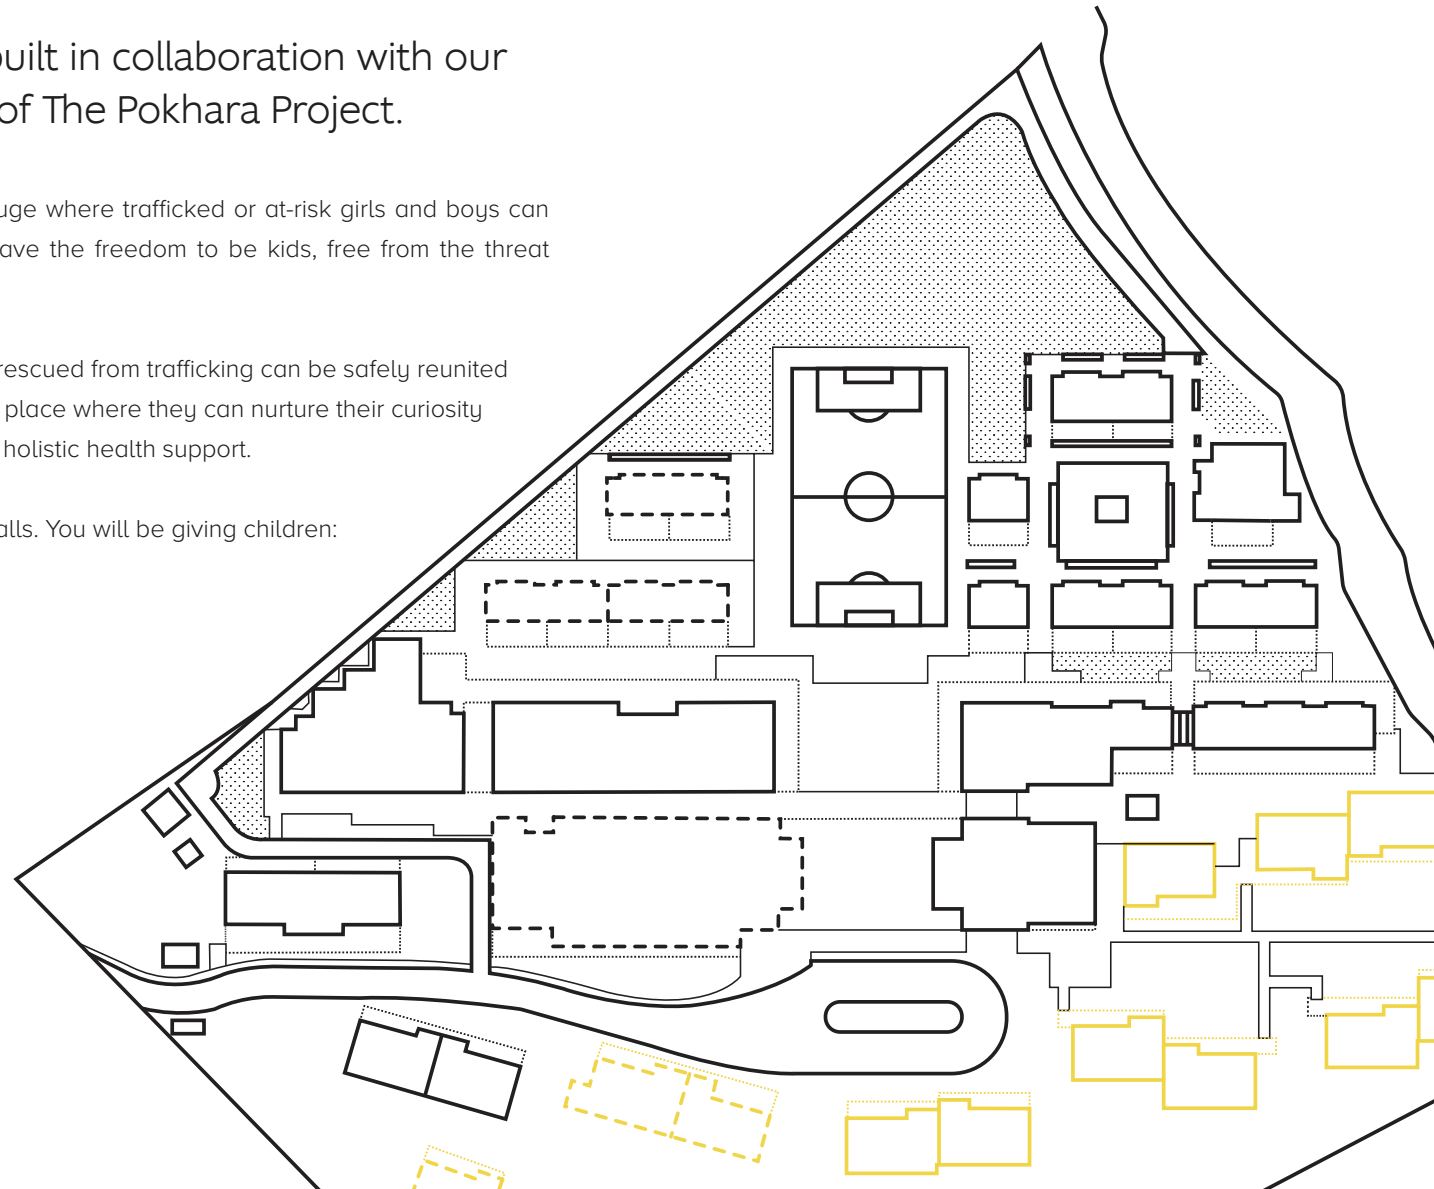 built in collaboration with our
of The Pokhara Project.
uge where trafficked or at-risk girls and boys can
ave the freedom to be kids, free from the threat
rescued from trafficking can be safely reunited
place where they can nurture their curiosity
holistic health support.
alls. You will be giving children: